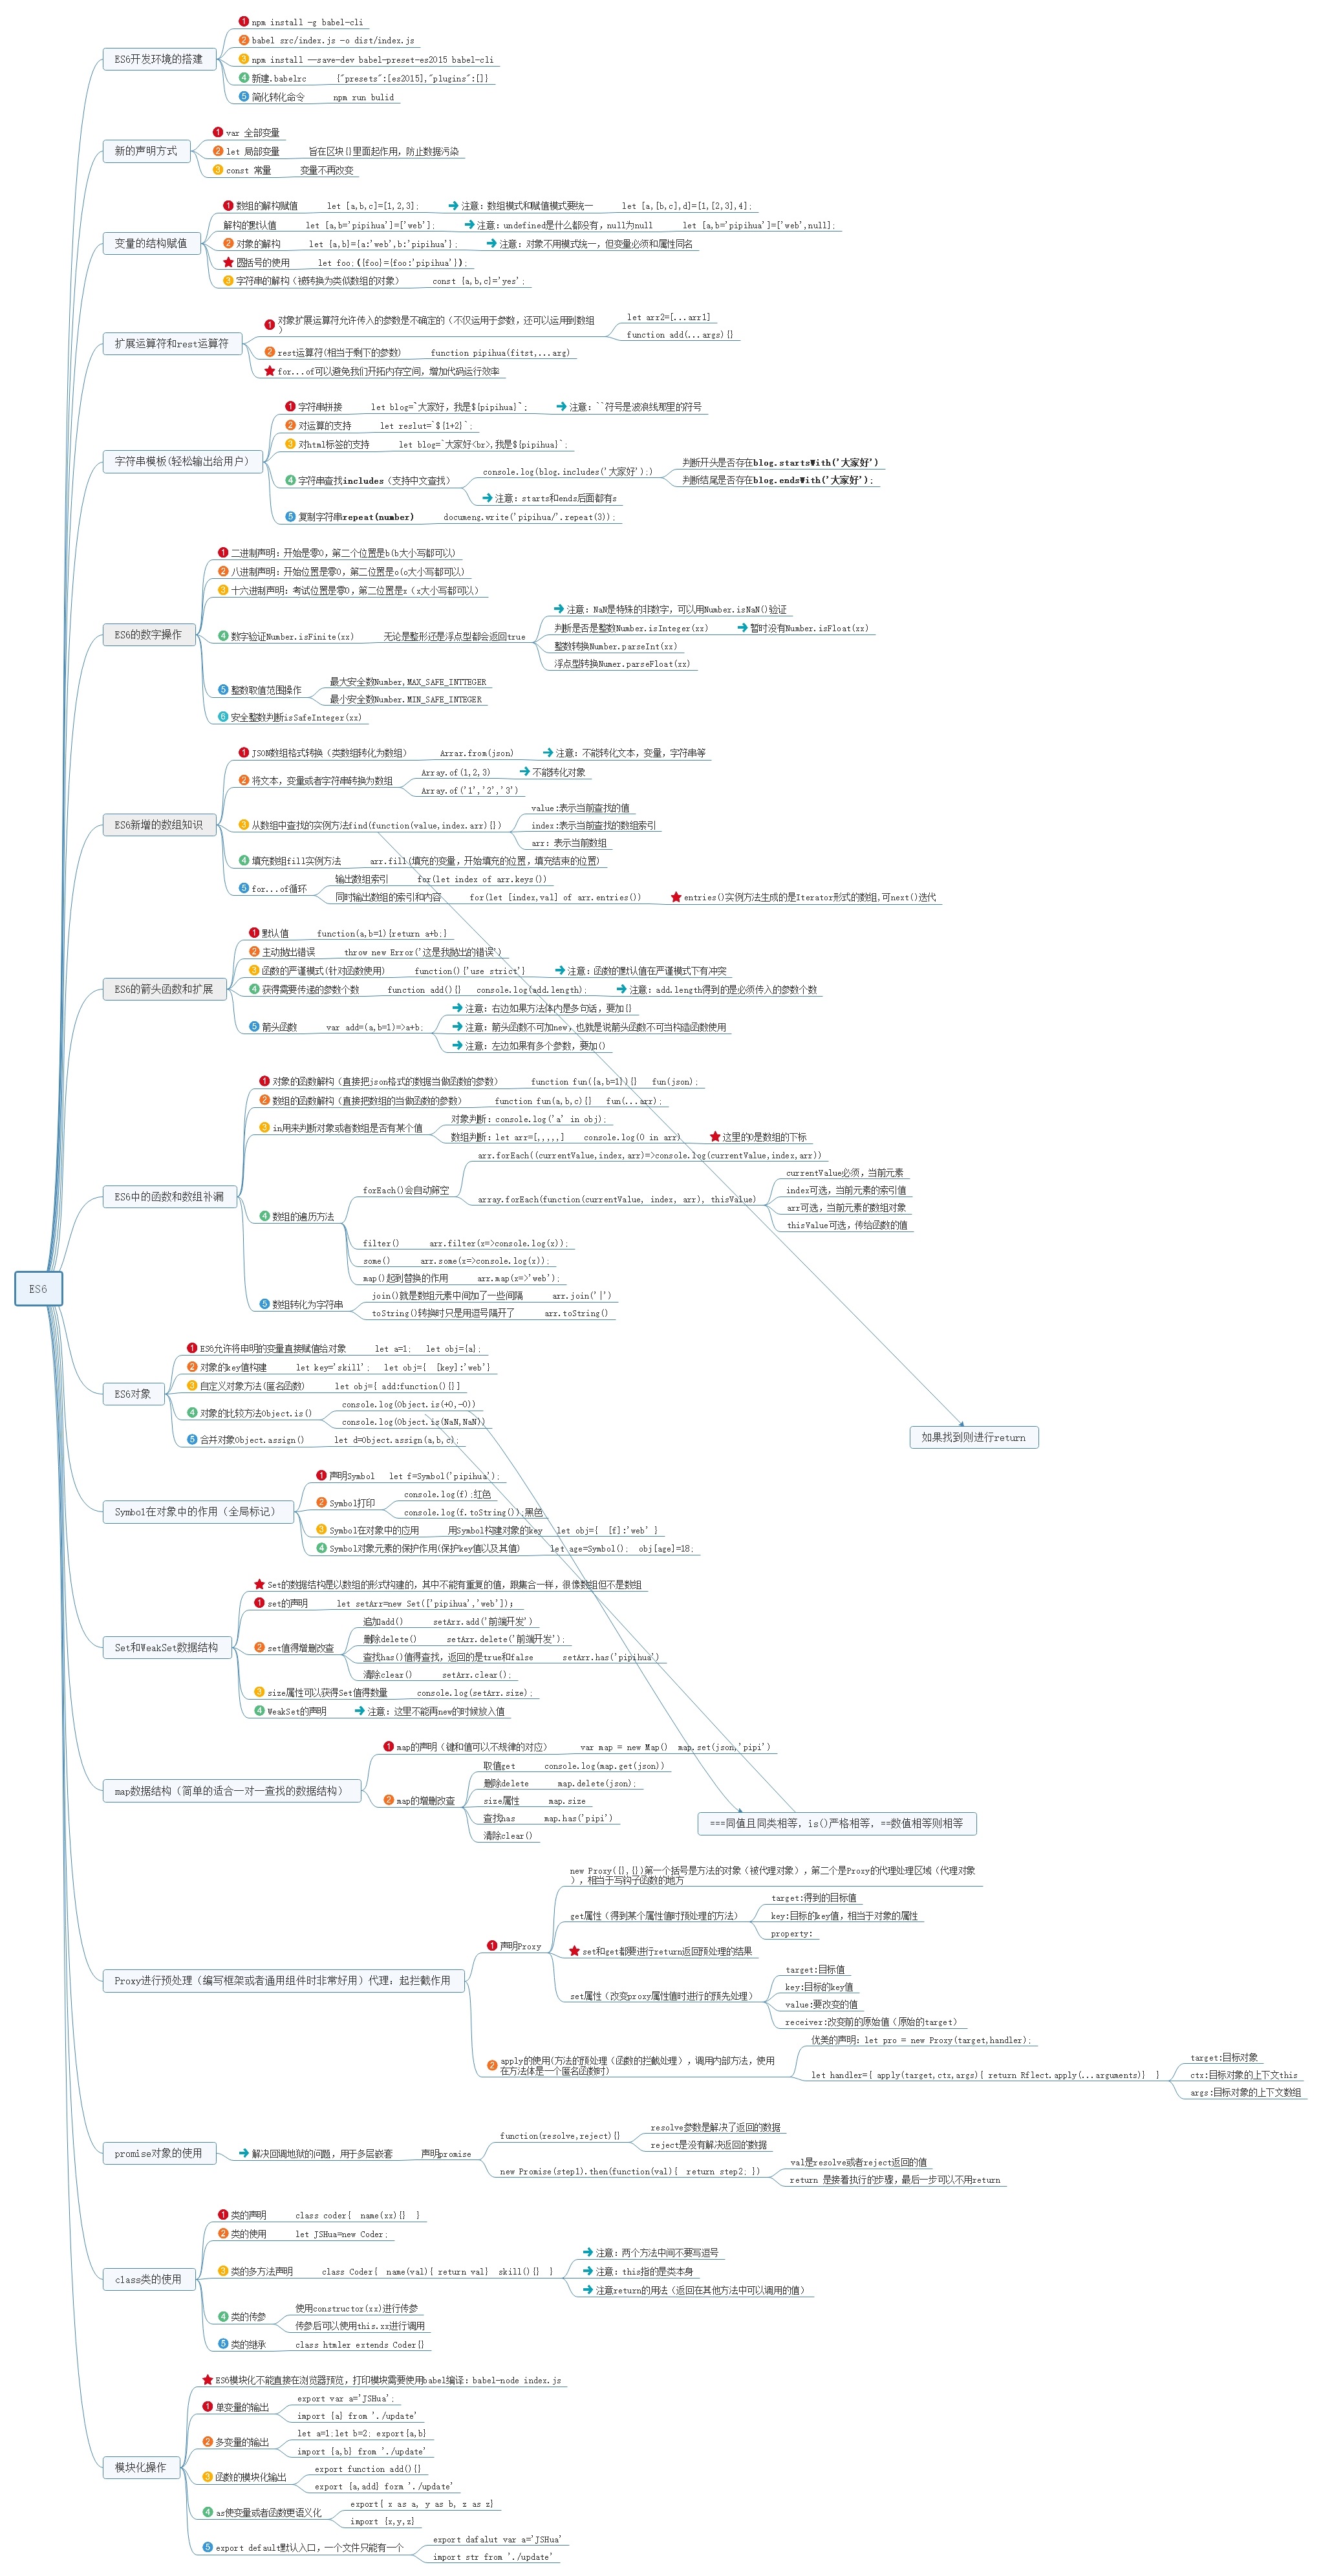 ES6
ES6开发环境的搭建
1 npm install -g babel-cli
2 babel src/index.js -o dist/index.js
3 npm install --save-dev babel-preset-es2015 babel-cli
4 新建.babelrc {"presets":[es2015],"plugins":[]}
5 简化转化命令 npm run bulid
新的声明方式
1 var 全部变量
2 let 局部变量 旨在区块{}里面起作用，防止数据污染
3 const 常量 变量不再改变
变量的结构赋值
1 数组的解构赋值 let [a,b,c]=[1,2,3]; 注意：数组模式和赋值模式要统一 let [a,[b,c],d]=[1,[2,3],4];
解构的默认值 let [a,b='pipihua']=['web']; 注意：undefined是什么都没有，null为null let [a,b='pipihua']=['web',null];
2 对象的解构 let {a,b}={a:'web',b:'pipihua'}; 注意：对象不用模式统一，但变量必须和属性同名
圆括号的使用 let foo;({foo}={foo:'pipihua'});
3 字符串的解构（被转换为类似数组的对象） const {a,b,c}='yes';
扩展运算符和rest运算符
1 对象扩展运算符允许传入的参数是不确定的（不仅运用于参数，还可以运用到数组
）
let arr2=[...arr1]
function add(...args){}
2 rest运算符(相当于剩下的参数) function pipihua(fitst,...arg)
for...of可以避免我们开拓内存空间，增加代码运行效率
字符串模板(轻松输出给用户)
1 字符串拼接 let blog=`大家好，我是${pipihua}`; 注意：``符号是波浪线那里的符号
2 对运算的支持 let reslut=`${1+2}`;
3 对html标签的支持 let blog=`大家好<br>,我是${pipihua}`;
4 字符串查找includes（支持中文查找）
console.log(blog.includes('大家好');)
判断开头是否存在blog.startsWith('大家好')
判断结尾是否存在blog.endsWith('大家好');
注意：starts和ends后面都有s
5 复制字符串repeat(number) documeng.write('pipihua/'.repeat(3));
ES6的数字操作
1 二进制声明：开始是零0，第二个位置是b(b大小写都可以)
2 八进制声明：开始位置是零0，第二位置是o(o大小写都可以)
3 十六进制声明：考试位置是零0，第二位置是x（x大小写都可以）
4 数字验证Number.isFinite(xx) 无论是整形还是浮点型都会返回true
注意：NaN是特殊的非数字，可以用Number.isNaN()验证
判断是否是整数Number.isInteger(xx) 暂时没有Number.isFloat(xx)
整数转换Number.parseInt(xx)
浮点型转换Numer.parseFloat(xx)
5 整数取值范围操作
最大安全数Number,MAX_SAFE_INTTEGER
最小安全数Number.MIN_SAFE_INTEGER
6 安全整数判断isSafeInteger(xx)
ES6新增的数组知识
1 JSON数组格式转换（类数组转化为数组） Arrar.from(json) 注意：不能转化文本，变量，字符串等
2 将文本，变量或者字符串转换为数组
Array.of(1,2,3) 不能转化对象
Array.of('1','2','3')
3 从数组中查找的实例方法find(function(value,index.arr){})
value:表示当前查找的值
index:表示当前查找的数组索引
arr：表示当前数组
4 填充数组fill实例方法 arr.fill(填充的变量，开始填充的位置，填充结束的位置)
5 for...of循环
输出数组索引 for(let index of arr.keys())
同时输出数组的索引和内容 for(let [index,val] of arr.entries()) entries()实例方法生成的是Iterator形式的数组,可next()迭代
ES6的箭头函数和扩展
1 默认值 function(a,b=1){return a+b;}
2 主动抛出错误 throw new Error('这是我抛出的错误')
3 函数的严谨模式(针对函数使用) function(){'use strict'} 注意：函数的默认值在严谨模式下有冲突
4 获得需要传递的参数个数 function add(){} console.log(add.length); 注意：add.length得到的是必须传入的参数个数
5 箭头函数 var add=(a,b=1)=>a+b;
注意：右边如果方法体内是多句话，要加{}
注意：箭头函数不可加new，也就是说箭头函数不可当构造函数使用
注意：左边如果有多个参数，要加()
ES6中的函数和数组补漏
1 对象的函数解构（直接把json格式的数据当做函数的参数） function fun({a,b=1}){} fun(json);
2 数组的函数解构（直接把数组的当做函数的参数） function fun(a,b,c){} fun(...arr);
3 in用来判断对象或者数组是否有某个值
对象判断：console.log('a' in obj);
数组判断：let arr=[,,,,,] console.log(0 in arr) 这里的0是数组的下标
4 数组的遍历方法
forEach()会自动筛空
arr.forEach((currentValue,index,arr)=>console.log(currentValue,index,arr))
array.forEach(function(currentValue, index, arr), thisValue)
currentValue必须，当前元素
index可选，当前元素的索引值
arr可选，当前元素的数组对象
thisValue可选，传给函数的值
filter() arr.filter(x=>console.log(x));
some() arr.some(x=>console.log(x));
map()起到替换的作用 arr.map(x=>'web');
5 数组转化为字符串
join()就是数组元素中间加了一些间隔 arr.join('|')
toString()转换时只是用逗号隔开了 arr.toString()
ES6对象
1 ES6允许将申明的变量直接赋值给对象 let a=1; let obj={a};
2 对象的key值构建 let key='skill'; let obj={ [key]:'web'}
3 自定义对象方法(匿名函数) let obj={ add:function(){}]
4 对象的比较方法Object.is()
console.log(Object.is(+0,-0))
console.log(Object.is(NaN,NaN))
5 合并对象Object.assign() let d=Object.assign(a,b,c);
如果找到则进行return
Symbol在对象中的作用（全局标记）
1 声明Symbol let f=Symbol('pipihua');
2 Symbol打印
console.log(f);红色
console.log(f.toString());黑色
3 Symbol在对象中的应用 用Symbol构建对象的key let obj={ [f]:'web' }
4 Symbol对象元素的保护作用(保护key值以及其值) let age=Symbol(); obj[age]=18;
Set和WeakSet数据结构
Set的数据结构是以数组的形式构建的，其中不能有重复的值，跟集合一样，很像数组但不是数组
1 set的声明 let setArr=new Set(['pipihua','web']);
2 set值得增删改查
追加add() setArr.add('前端开发')
删除delete() setArr.delete('前端开发');
查找has()值得查找，返回的是true和false setArr.has('pipihua')
清除clear() setArr.clear();
3 size属性可以获得Set值得数量 console.log(setArr.size);
4 WeakSet的声明 注意：这里不能再new的时候放入值
map数据结构（简单的适合一对一查找的数据结构）
1 map的声明（键和值可以不规律的对应） var map = new Map() map.set(json,'pipi')
2 map的增删改查
取值get console.log(map.get(json))
删除delete map.delete(json);
size属性 map.size
查找has map.has('pipi')
清除clear()
===同值且同类相等，is()严格相等，==数值相等则相等
Proxy进行预处理（编写框架或者通用组件时非常好用）代理：起拦截作用
1 声明Proxy
new Proxy({},{})第一个括号是方法的对象（被代理对象），第二个是Proxy的代理处理区域（代理对象
），相当于写钩子函数的地方
get属性（得到某个属性值时预处理的方法）
target:得到的目标值
key:目标的key值，相当于对象的属性
property:
set和get都要进行return返回预处理的结果
set属性（改变proxy属性值时进行的预先处理）
target:目标值
key:目标的key值
value:要改变的值
receiver:改变前的原始值（原始的target）
2 apply的使用(方法的预处理（函数的拦截处理），调用内部方法，使用
在方法体是一个匿名函数时)
优美的声明：let pro = new Proxy(target,handler);
let handler={ apply(target,ctx,args){ return Rflect.apply(...arguments)} }
target:目标对象
ctx:目标对象的上下文this
args:目标对象的上下文数组
promise对象的使用
解决回调地狱的问题，用于多层嵌套 声明promise
function(resolve,reject){}
resolve参数是解决了返回的数据
reject是没有解决返回的数据
new Promise(step1).then(function(val){ return step2; })
val是resolve或者reject返回的值
return 是接着执行的步骤，最后一步可以不用return
class类的使用
1 类的声明 class coder{ name(xx){} }
2 类的使用 let JSHua=new Coder;
3 类的多方法声明 class Coder{ name(val){ return val} skill(){} }
注意：两个方法中间不要写逗号
注意：this指的是类本身
注意return的用法（返回在其他方法中可以调用的值）
4 类的传参
使用constructor(xx)进行传参
传参后可以使用this.xx进行调用
5 类的继承 class htmler extends Coder{}
模块化操作
ES6模块化不能直接在浏览器预览，打印模块需要使用babel编译：babel-node index.js
1 单变量的输出
export var a='JSHua';
import {a} from './update'
2 多变量的输出
let a=1;let b=2; export{a,b}
import {a,b} from './update'
3 函数的模块化输出
export function add(){}
export {a,add} form './update'
4 as使变量或者函数更语义化
export{ x as a, y as b, z as z}
import {x,y,z}
5 export default默认入口，一个文件只能有一个
export dafalut var a='JSHua'
import str from './update'